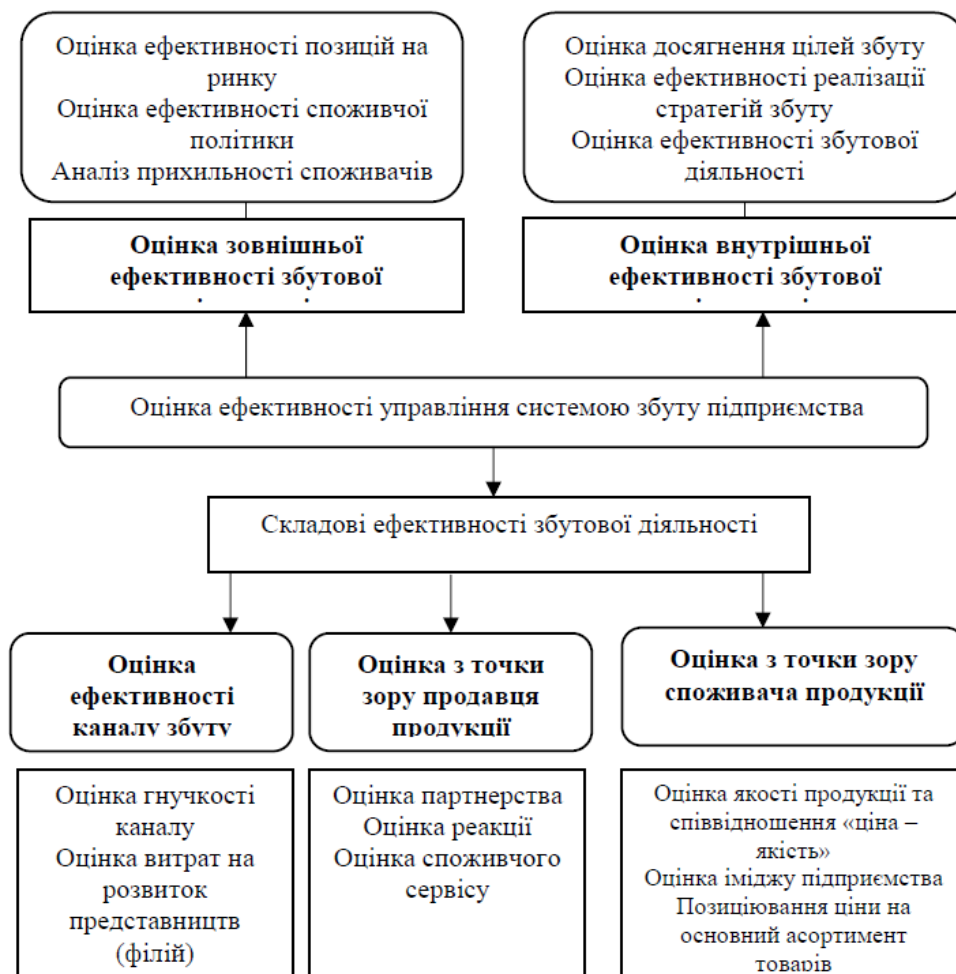 Оцінка ефективності позицій на
ринку
Оцінка ефективності споживчої
політики
Аналіз прихильності споживачів
Оцінка досягнення цілей збуту
Оцінка ефективності реалізації
стратегій збуту
Оцінка ефективності збутової
діяльності
Оцінка зовнішньої
ефективності збутової
Оцінка внутрішньої
ефективності збутової
Оцінка ефективності управління системою збуту підприємства
Складові ефективності збутової діяльності
Оцінка
ефективності
каналу збуту
Оцінка з точки
зору продавця
продукції
Оцінка з точки зору
споживача продукції
Оцінка гнучкості
каналу
Оцінка витрат на
розвиток
представництв
(філій)
Оцінка партнерства
Оцінка реакції
Оцінка споживчого
сервісу
Оцінка якості продукції та
співвідношення «ціна –
якість»
Оцінка іміджу підприємства
Позиціювання ціни на
основний асортимент
товарів